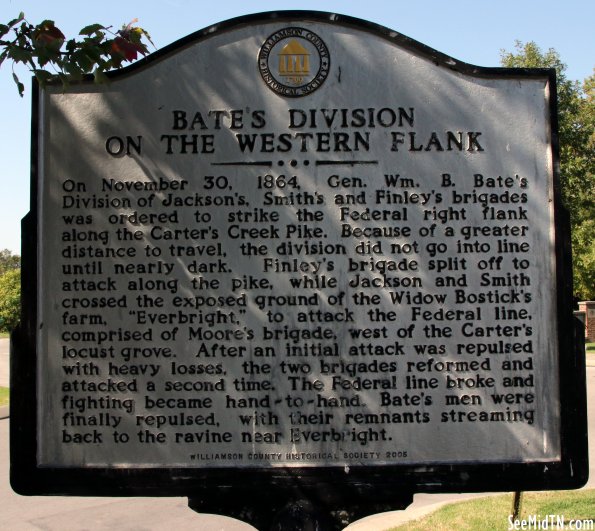 WILLIAMSON COUNTY
1799
HISTORICAL SOCIETY
BATE'S DIVISION
ON THE WESTERN FLANK
On November 30, 1864, Gen. Wm. B. Bate's
Division of Jackson's, Smith's and Finley's brigades
was ordered to strike the Federal right flank
along the Carter's Creek Pike. Because of a greater
distance to travel, the division did not go into line
until nearly dark. Finley's brigade split off to
attack along the pike, while Jackson and Smith
crossed the exposed ground of the Widow Bostick's
farm, "Everbright," to attack the Federal line,
comprised of Moore's brigade, west of the Carter's
locust grove. After an initial attack was repulsed
with heavy losses, the two brigades reformed and
attacked a second time. The Federal line broke and
fighting became hand-to-hand. Bate's men were
finally repulsed, with their remnants streaming
back to the ravine near Everbright.
WILLIAMSON COUNTY HISTORICAL SOCIETY 2005
SeeMidTN.com